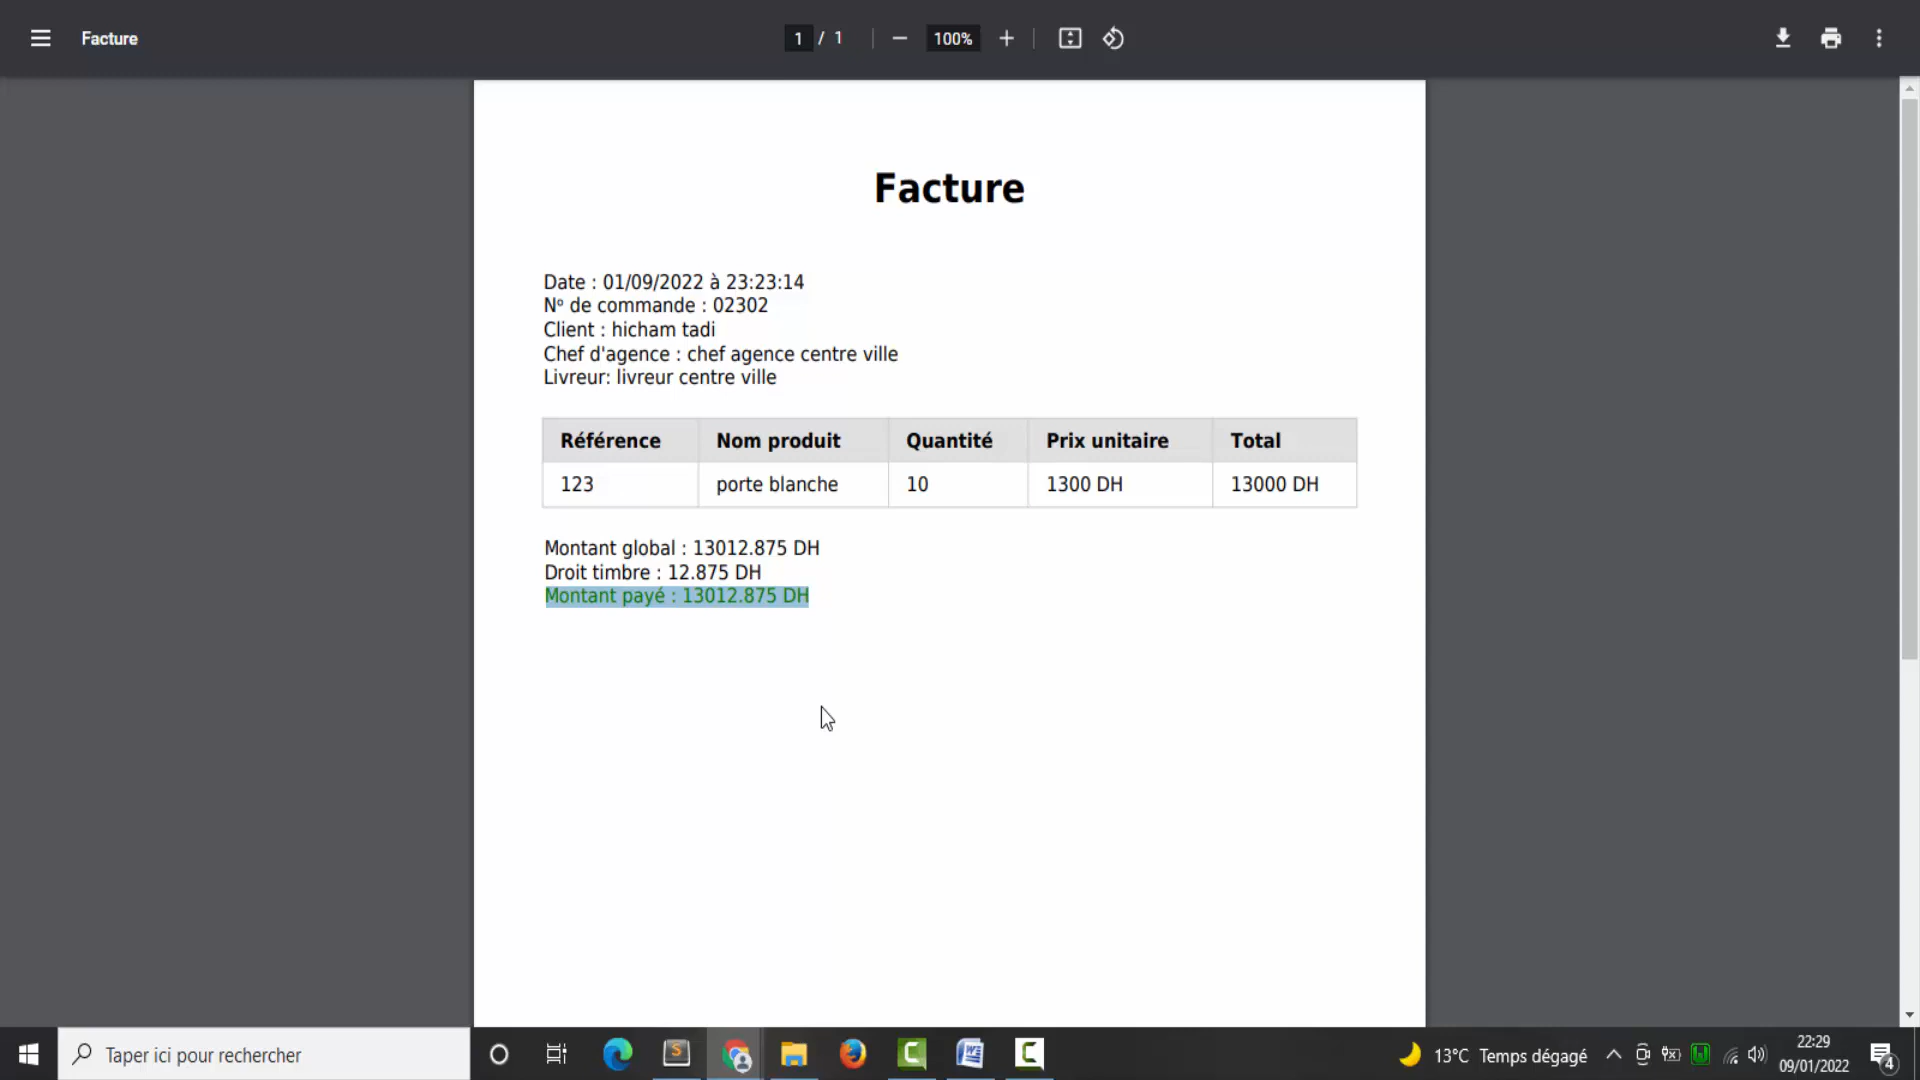 Facture
1 / 1
100%
Facture
Date : 01/09/2022 à 23:23:14
Nº de commande : 02302
Client : hicham tadi
Chef d'agence : chef agence centre ville
Livreur: livreur centre ville
Référence Nom produit Quantité Prix unitaire Total
123 porte blanche 10 1300 DH 13000 DH
Montant global : 13012.875 DH
Droit timbre : 12.875 DH
Montant payé : 13012.875 DH
Taper ici pour rechercher
13°C Temps dégagé
22:29
09/01/2022
4